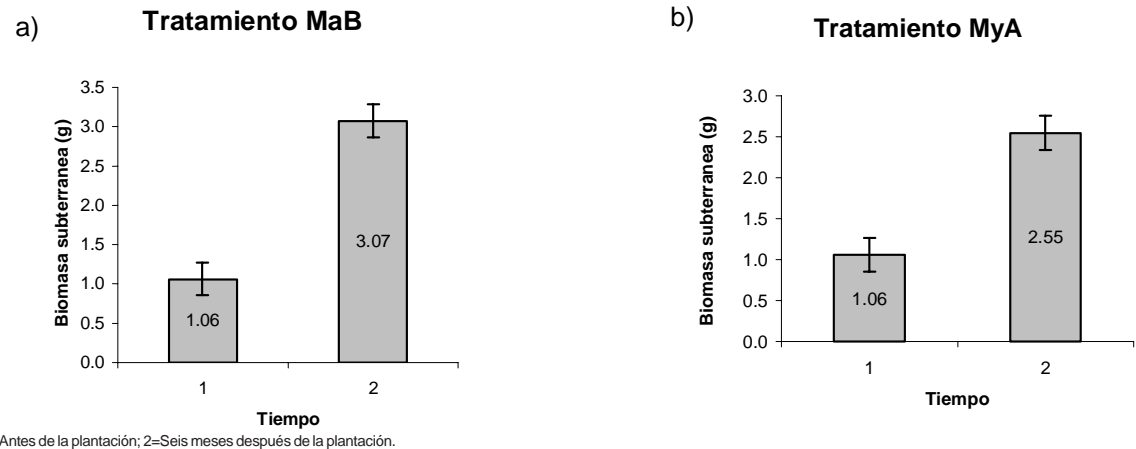 a)
Tratamiento MaB
3.5
3.0
2.5
2.0
1.5
1.0
0.5
0.0
Biomasa subterranea (g)
1.06
3.07
1
2
Tiempo
b)
Tratamiento MyA
3.0
2.5
2.0
1.5
1.0
0.5
0.0
Biomasa subterranea (g)
1.06
2.55
1
2
Tiempo
Antes de la plantación; 2=Seis meses después de la plantación.